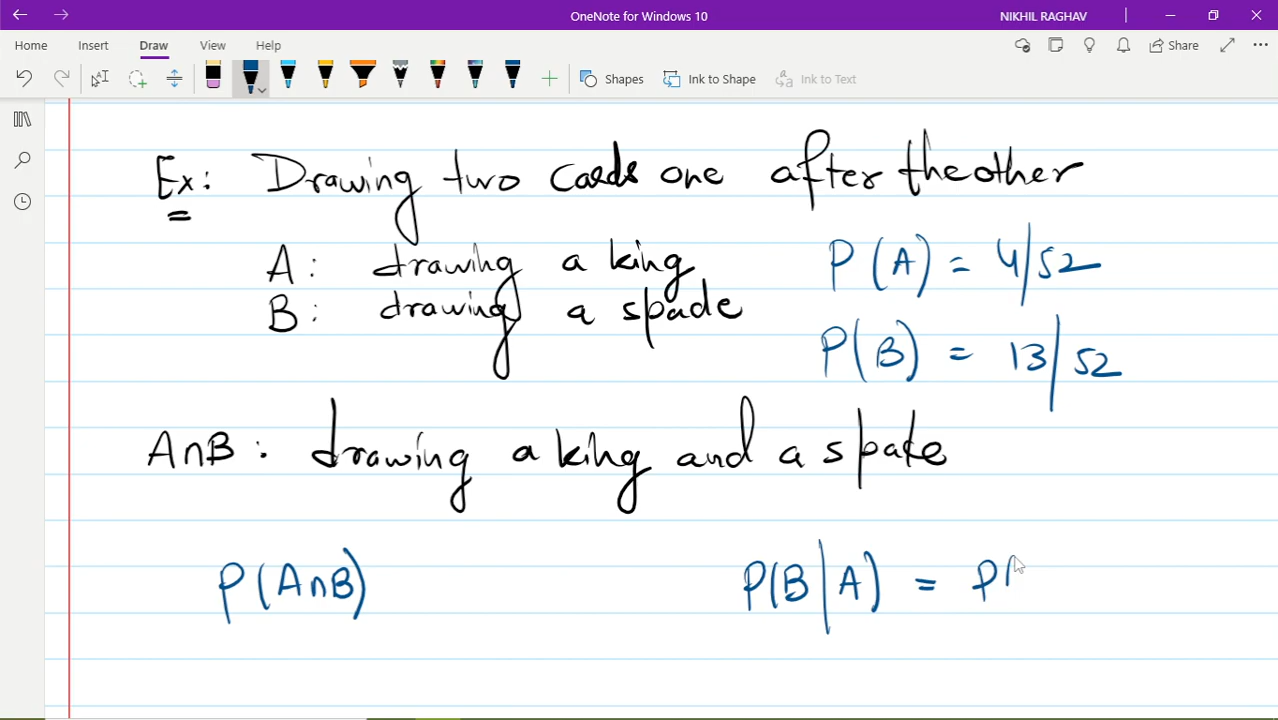 OneNote for Windows 10
NIKHIL RAGHAV
Home Insert Draw View Help
Share
Shapes
Ink to Shape
Ink to Text
Ex: Drawing two cards one after the other
A: drawing a king
P(A) = 4/52
B: drawing a spade
P(B) = 13/52
A∩B: drawing a king and a spade
P(A∩B)
P(B|A) = P(